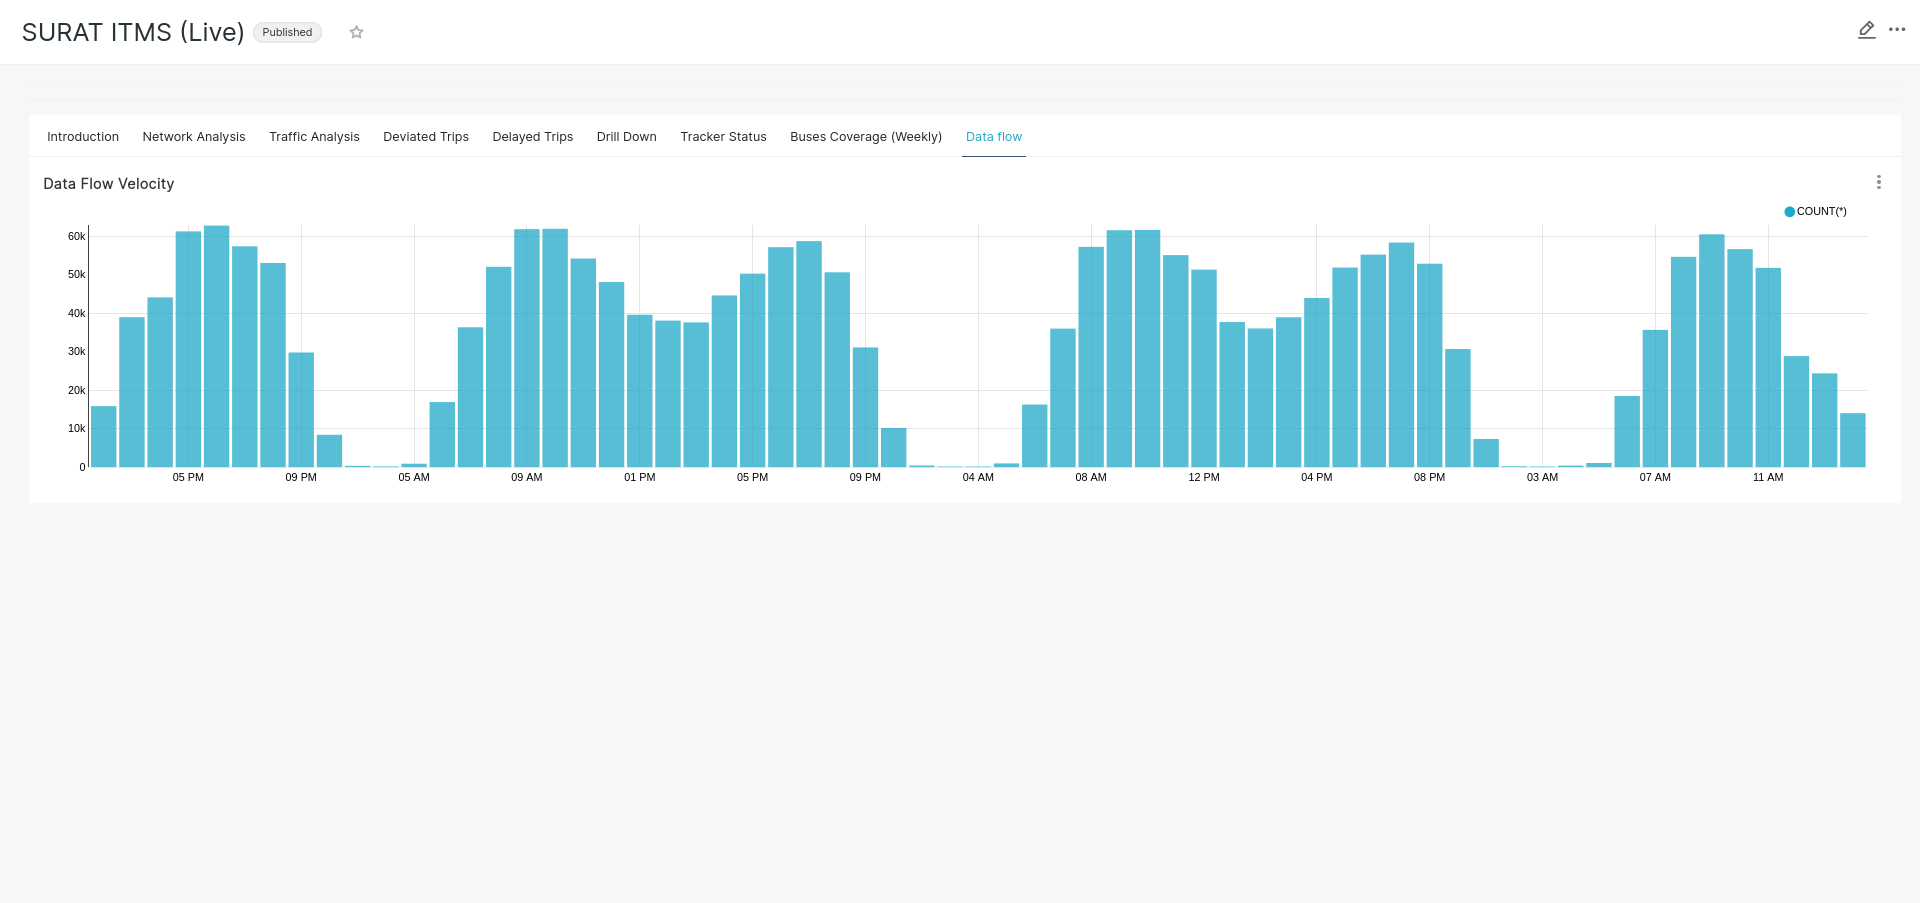 SURAT ITMS (Live) Published
Introduction Network Analysis Traffic Analysis Deviated Trips Delayed Trips Drill Down Tracker Status Buses Coverage (Weekly) Data flow
Data Flow Velocity
COUNT(*)
60k
50k
40k
30k
20k
10k
0
05 PM 09 PM 05 AM 09 AM 01 PM 05 PM 09 PM 04 AM 08 AM 12 PM 04 PM 08 PM 03 AM 07 AM 11 AM